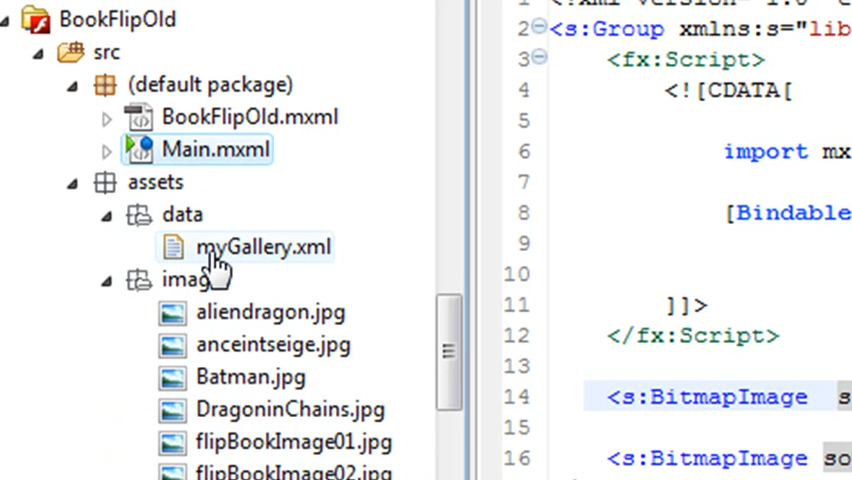 BookFlipOld
src
(default package)
BookFlipOld.mxml
Main.mxml
assets
data
myGallery.xml
aliendragon.jpg
anceintseige.jpg
Batman.jpg
DragoninChains.jpg
flipBookImage01.jpg
flipBookImage02.jpg
2 <s:Group xmlns:s="lib
3 <fx:Script>
4 <![CDATA[
5
6 import mx
7
8 [Bindable
9
10
11 ]]>
12 </fx:Script>
13
14 <s:BitmapImage s
15
16 <s:BitmapImage so